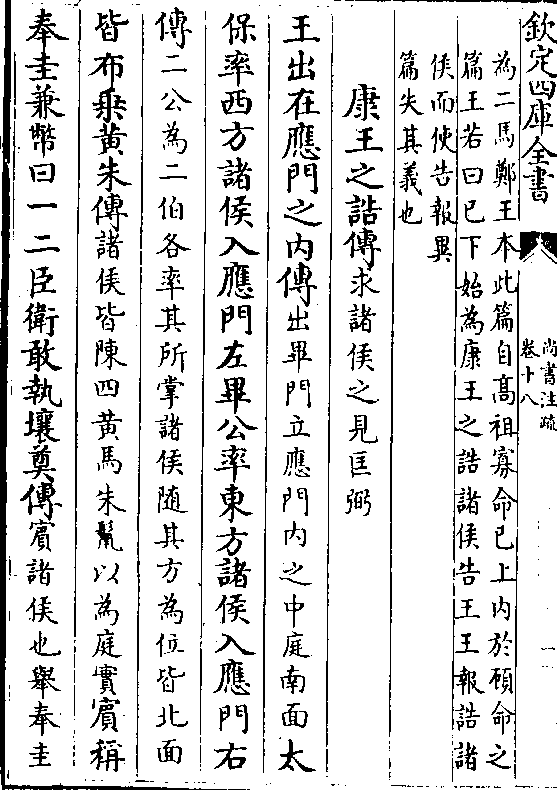 欽定四庫全書
尚書注疏
卷十八
一
為二馬鄭王本此篇自高祖寡命已上内於顧命之
篇王若曰已下始為康王之誥諸侯告王王報誥諸
侯而使告報異
篇失其義也
康王之誥傳求諸侯之見匡弼
王出在應門之内傳出畢門立應門内之中庭南面太
保率西方諸侯入應門左畢公率東方諸侯入應門右
傳二公為二伯各率其所掌諸侯隨其方為位皆北面
皆布乗黄朱傳諸侯皆陳四黄馬朱鬛以為庭實賔稱
奉圭兼幣曰一二臣衛敢執壤奠傳賔諸侯也舉奉圭